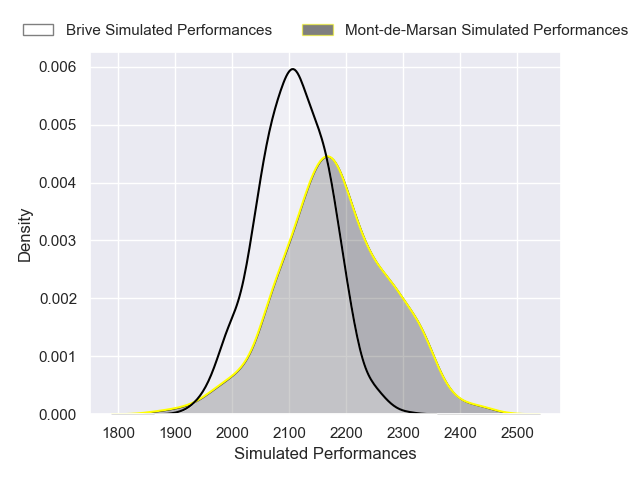 Brive Simulated Performances
Mont-de-Marsan Simulated Performances
0.006
0.005
0.004
0.003
0.002
0.001
0.000
Density
1800 1900 2000 2100 2200 2300 2400 2500
Simulated Performances